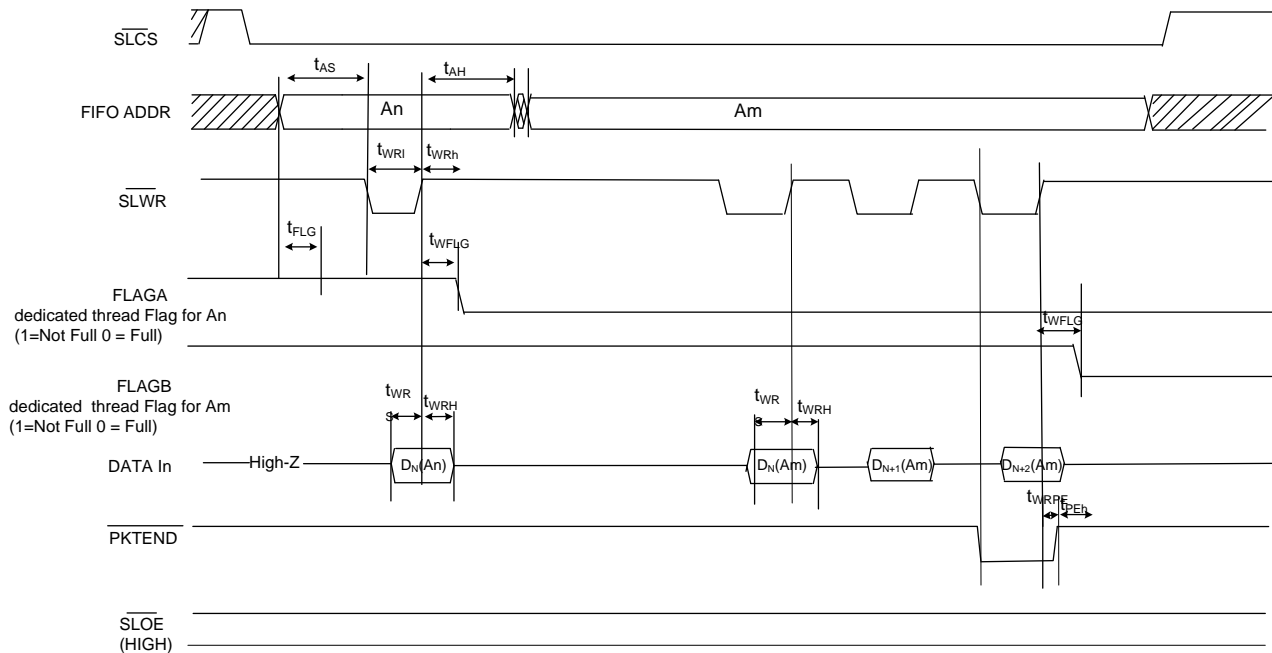 SLCS
tAS
tAH
FIFO ADDR
An
Am
tWRl
tWRh
SLWR
tFLG
tWFLG
FLAGA
dedicated thread Flag for An
(1=Not Full 0 = Full)
tWFLG
FLAGB
dedicated thread Flag for Am
(1=Not Full 0 = Full)
tWR
S
tWRH
tWR
S
tWRH
DATA In
High-Z
DN(An)
DN(Am)
DN+1(Am)
DN+2(Am)
tWRPE
tPEh
PKTEND
SLOE
(HIGH)